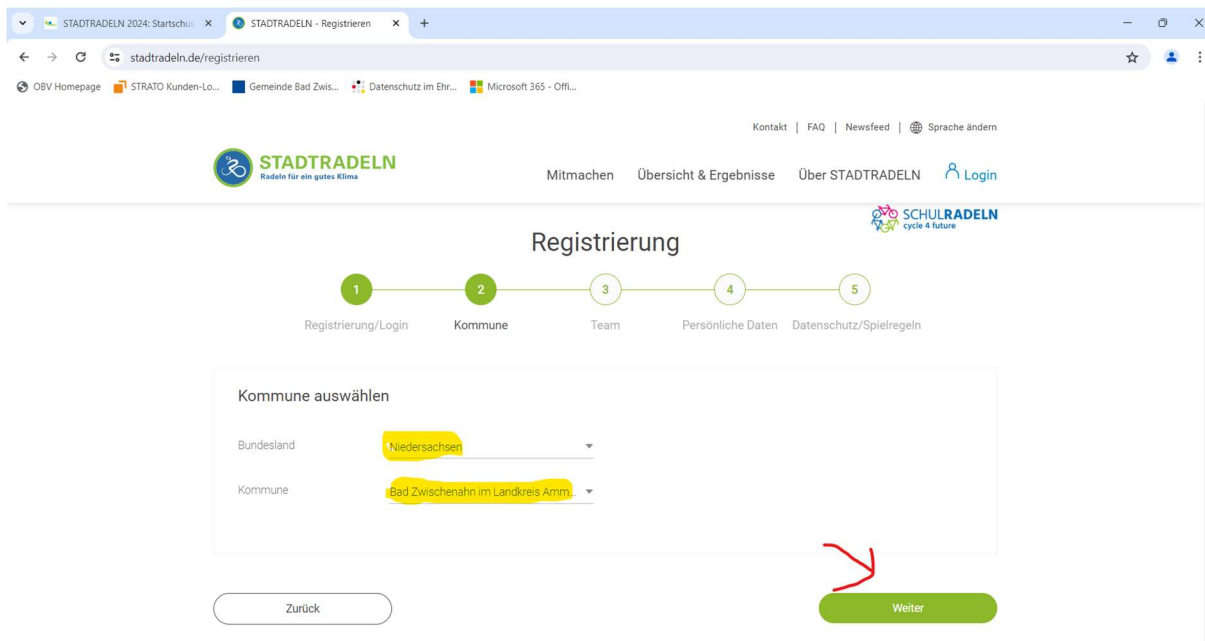 STADTRADELN 2024: Startschus
STADTRADELN - Registrieren
stadtradeln.de/registrieren
OBV Homepage STRATO Kunden-Lo... Gemeinde Bad Zwis... Datenschutz im Ehr... Microsoft 365 - Offi...
Kontakt | FAQ | Newsfeed | Sprache ändern
STADTRADELN
Radeln für ein gutes Klima
Mitmachen Übersicht & Ergebnisse Über STADTRADELN Login
SCHULRADELN
cycle 4 future
Registrierung
1 2 3 4 5
Registrierung/Login Kommune Team Persönliche Daten Datenschutz/Spielregeln
Kommune auswählen
Bundesland Niedersachsen
Kommune Bad Zwischenahn im Landkreis Amm...
Zurück Weiter